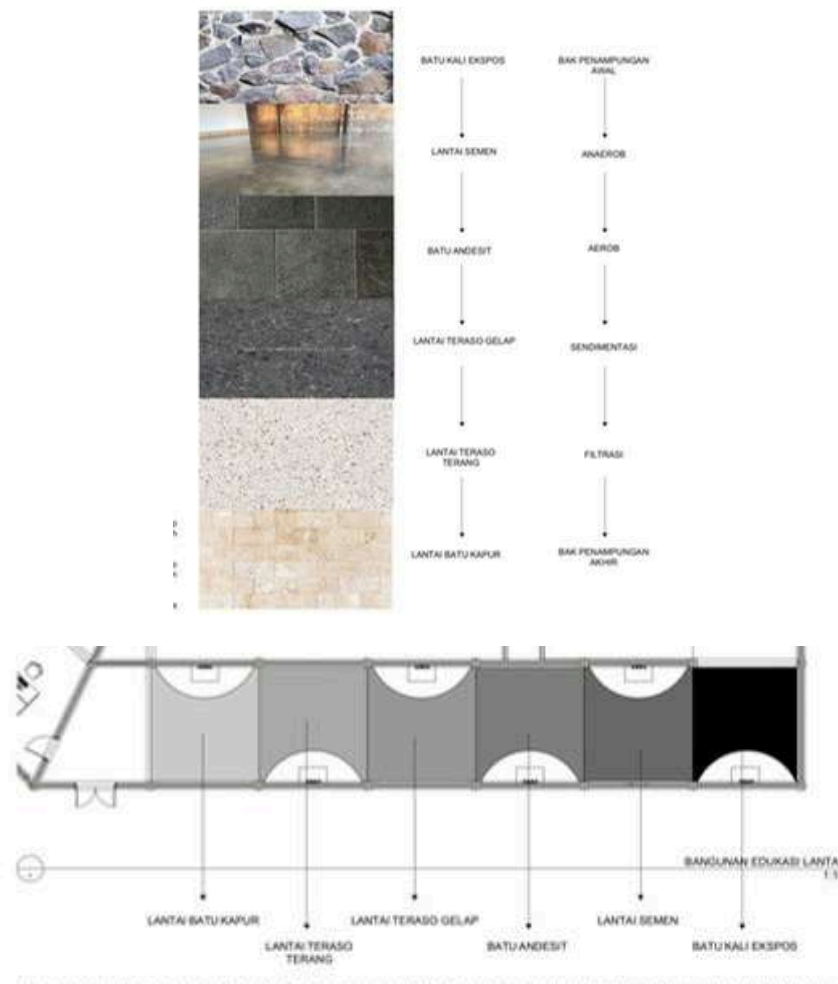 BATU KALI EKSPOS
BAK PENAMPUNGAN
AWAL
LANTAI SEMEN
ANAEROB
BATU ANDESIT
AEROB
LANTAI TERASO GELAP
SENDIMENTASI
LANTAI TERASO
TERANG
FILTRASI
LANTAI BATU KAPUR
BAK PENAMPUNGAN
AKHIR
BANGUNAN EDUKASI LANTA
LANTAI BATU KAPUR
LANTAI TERASO GELAP
LANTAI SEMEN
LANTAI TERASO
TERANG
BATU ANDESIT
BATU KALI EKSPOS